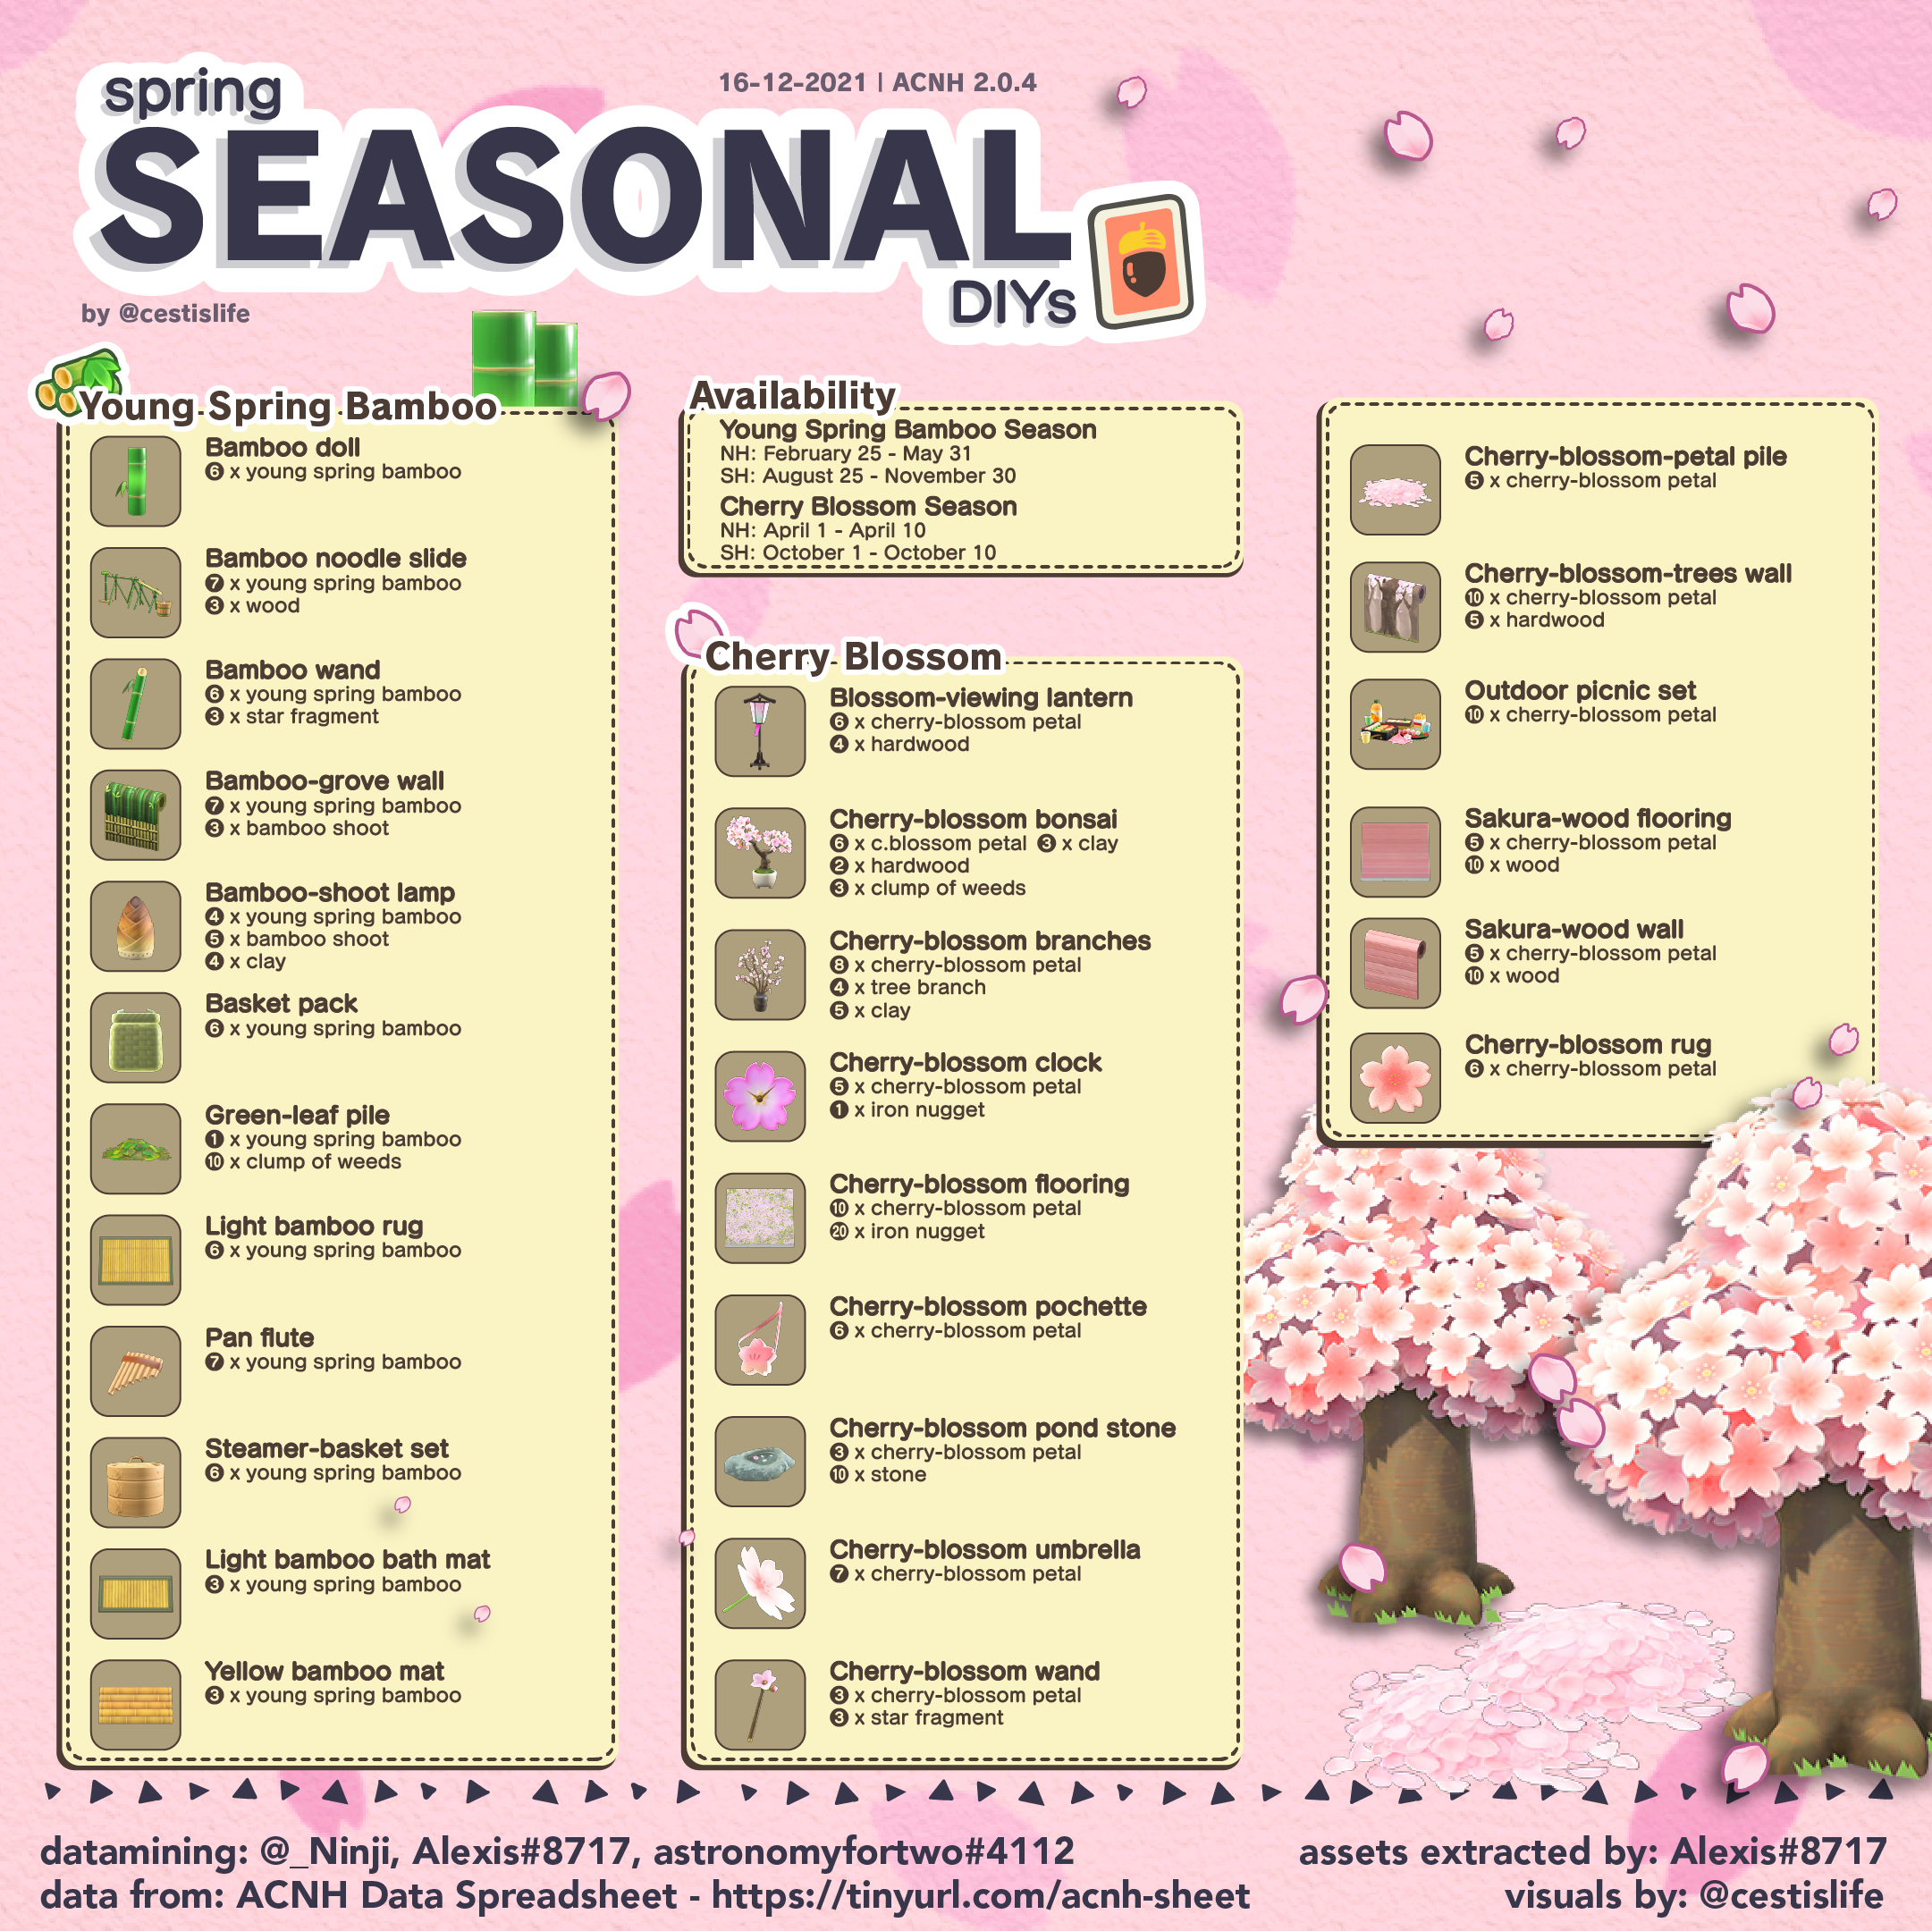 spring
16-12-2021 | ACNH 2.0.4
SEASONAL
DIYs
by @cestislife
Young Spring Bamboo
Bamboo doll
6 x young spring bamboo
Bamboo noodle slide
7 x young spring bamboo
3 x wood
Bamboo wand
6 x young spring bamboo
3 x star fragment
Bamboo-grove wall
7 x young spring bamboo
3 x bamboo shoot
Bamboo-shoot lamp
4 x young spring bamboo
5 x bamboo shoot
4 x clay
Basket pack
6 x young spring bamboo
Green-leaf pile
1 x young spring bamboo
10 x clump of weeds
Light bamboo rug
6 x young spring bamboo
Pan flute
7 x young spring bamboo
Steamer-basket set
6 x young spring bamboo
Light bamboo bath mat
3 x young spring bamboo
Yellow bamboo mat
3 x young spring bamboo
Availability
Young Spring Bamboo Season
NH: February 25 - May 31
SH: August 25 - November 30
Cherry Blossom Season
NH: April 1 - April 10
SH: October 1 - October 10
Cherry Blossom
Blossom-viewing lantern
6 x cherry-blossom petal
4 x hardwood
Cherry-blossom bonsai
6 x c.blossom petal 3 x clay
2 x hardwood
3 x clump of weeds
Cherry-blossom branches
8 x cherry-blossom petal
4 x tree branch
5 x clay
Cherry-blossom clock
5 x cherry-blossom petal
1 x iron nugget
Cherry-blossom flooring
10 x cherry-blossom petal
20 x iron nugget
Cherry-blossom pochette
6 x cherry-blossom petal
Cherry-blossom pond stone
3 x cherry-blossom petal
10 x stone
Cherry-blossom umbrella
7 x cherry-blossom petal
Cherry-blossom wand
3 x cherry-blossom petal
3 x star fragment
Cherry-blossom-petal pile
5 x cherry-blossom petal
Cherry-blossom-trees wall
10 x cherry-blossom petal
5 x hardwood
Outdoor picnic set
10 x cherry-blossom petal
Sakura-wood flooring
5 x cherry-blossom petal
10 x wood
Sakura-wood wall
5 x cherry-blossom petal
10 x wood
Cherry-blossom rug
6 x cherry-blossom petal
datamining: @_Ninji, Alexis#8717, astronomyfortwo#4112
data from: ACNH Data Spreadsheet - https://tinyurl.com/acnh-sheet
assets extracted by: Alexis#8717
visuals by: @cestislife